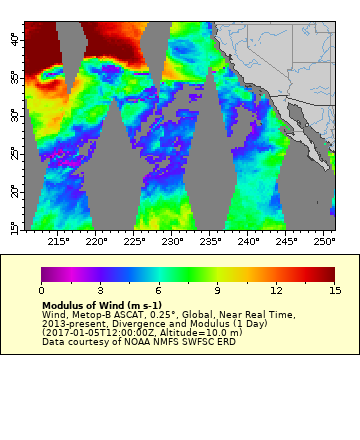 40°
35°
30°
25°
20°
15°
215° 220° 225° 230° 235° 240° 245° 250°
0 3 6 9 12 15
Modulus of Wind (m s-1)
Wind, Metop-B ASCAT, 0.25°, Global, Near Real Time,
2013-present, Divergence and Modulus (1 Day)
(2017-01-05T12:00:00Z, Altitude=10.0 m)
Data courtesy of NOAA NMFS SWFSC ERD